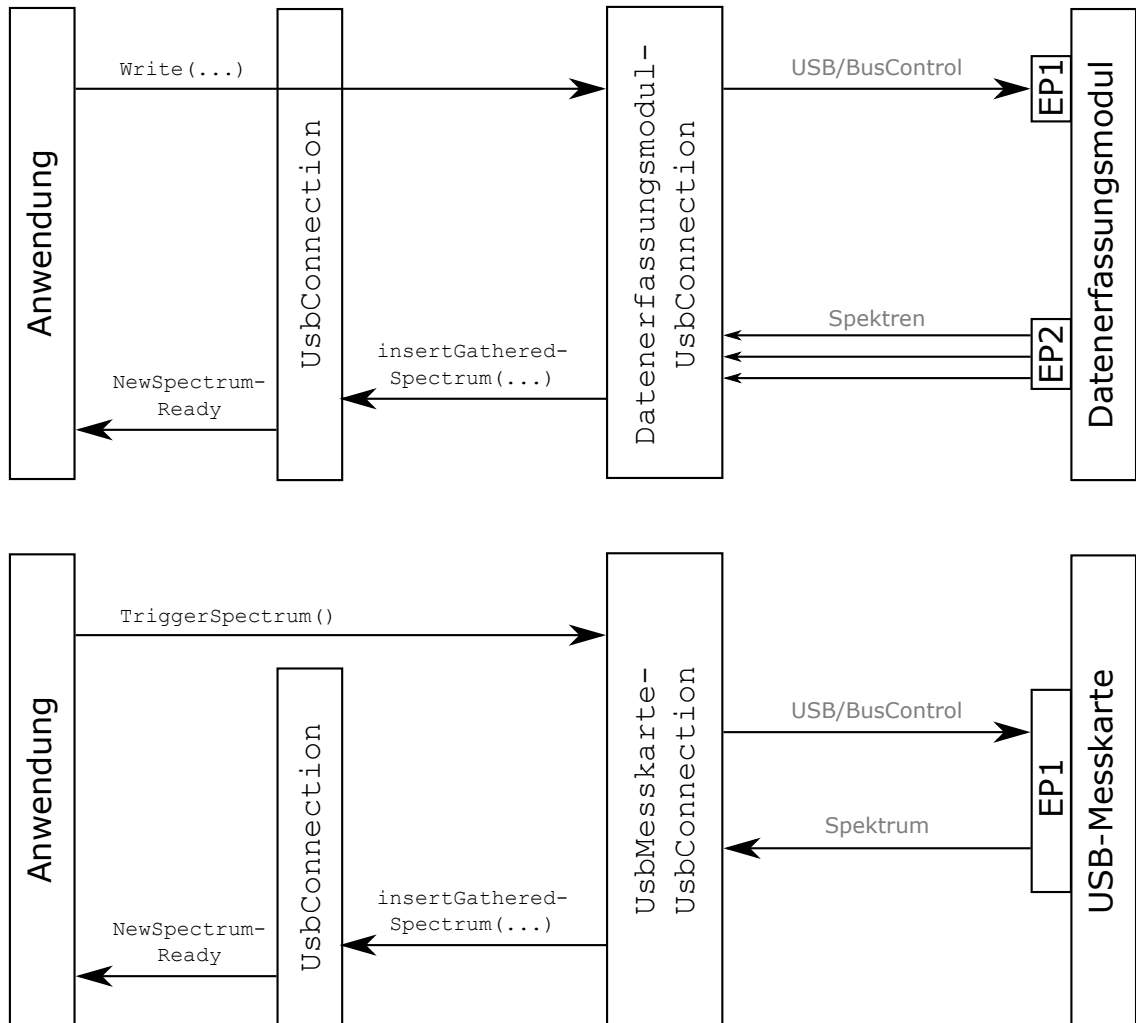 Anwendung
Write(...)
UsbConnection
Datenerfassungsmodul-
UsbConnection
USB/BusControl
EP1
Datenerfassungsmodul
Spektren
EP2
insertGathered-
Spectrum(...)
NewSpectrum-
Ready
Anwendung
TriggerSpectrum()
UsbConnection
UsbMesskarte-
UsbConnection
USB/BusControl
EP1
USB-Messkarte
Spektrum
insertGathered-
Spectrum(...)
NewSpectrum-
Ready